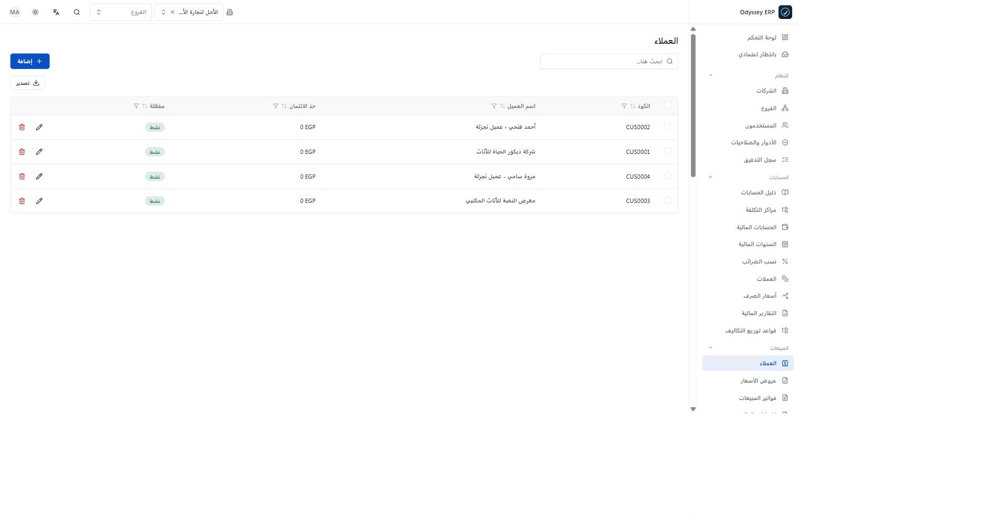 Odyssey ERP
الأمل لتجارة الأ...
الفروع
MA
لوحة التحكم
بانتظار اعتمادي
النظام
الشركات
الفروع
المستخدمون
الأدوار والصلاحيات
سجل التدقيق
الحسابات
دليل الحسابات
مراكز التكلفة
الحسابات المالية
السنوات المالية
نسب الضرائب
العملات
أسعار الصرف
التقارير المالية
قواعد توزيع التكاليف
المبيعات
العملاء
عروض الأسعار
فواتير المبيعات
العملاء
ابحث هنا...
إضافة
تصدير
الكود اسم العميل حد الائتمان مفعّلة
CUS0002 أحمد فتحي - عميل تجزئة 0 EGP نشط
CUS0001 شركة ديكور الحياة للأثاث 0 EGP نشط
CUS0004 مروة سامي - عميل تجزئة 0 EGP نشط
CUS0003 معرض النخبة للأثاث المكتبي 0 EGP نشط